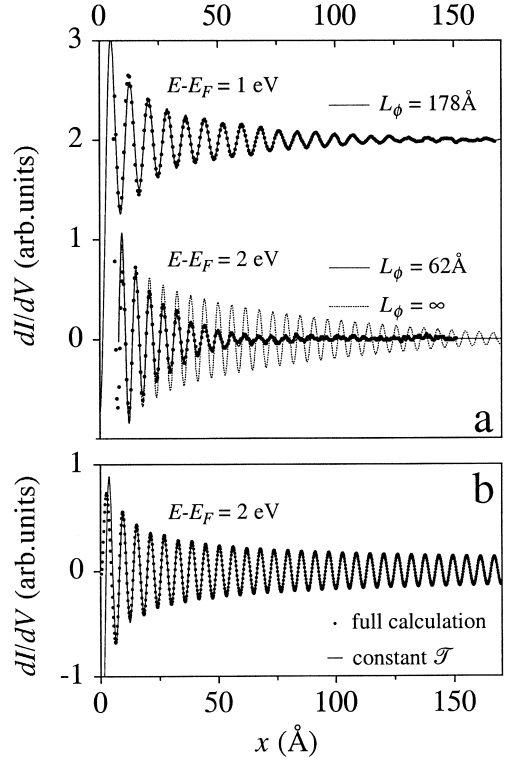 0 50 100 150
3
E-E_F = 1 eV
L_ϕ = 178Å
2
dI/dV (arb.units)
1
E-E_F = 2 eV
L_ϕ = 62Å
L_ϕ = ∞
0
a
1
b
E-E_F = 2 eV
dI/dV (arb.units)
0
full calculation
constant 𝒯
-1
0 50 100 150
x (Å)